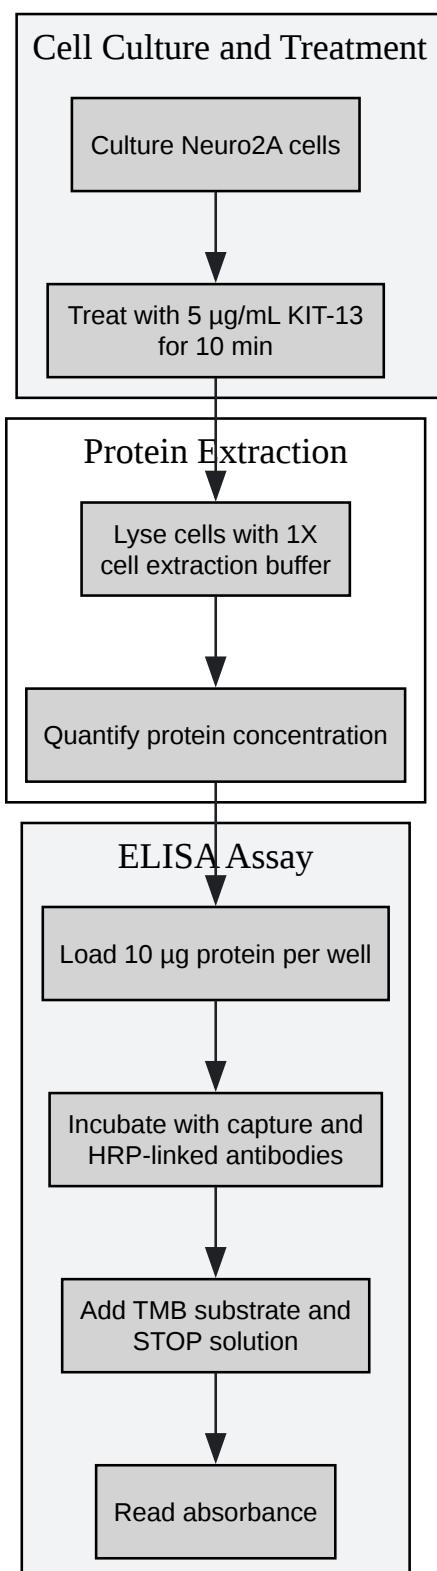 Cell Culture and Treatment
Culture Neuro2A cells
Treat with 5 µg/mL KIT-13
for 10 min
Protein Extraction
Lyse cells with 1X
cell extraction buffer
Quantify protein concentration
ELISA Assay
Load 10 µg protein per well
Incubate with capture and
HRP-linked antibodies
Add TMB substrate and
STOP solution
Read absorbance